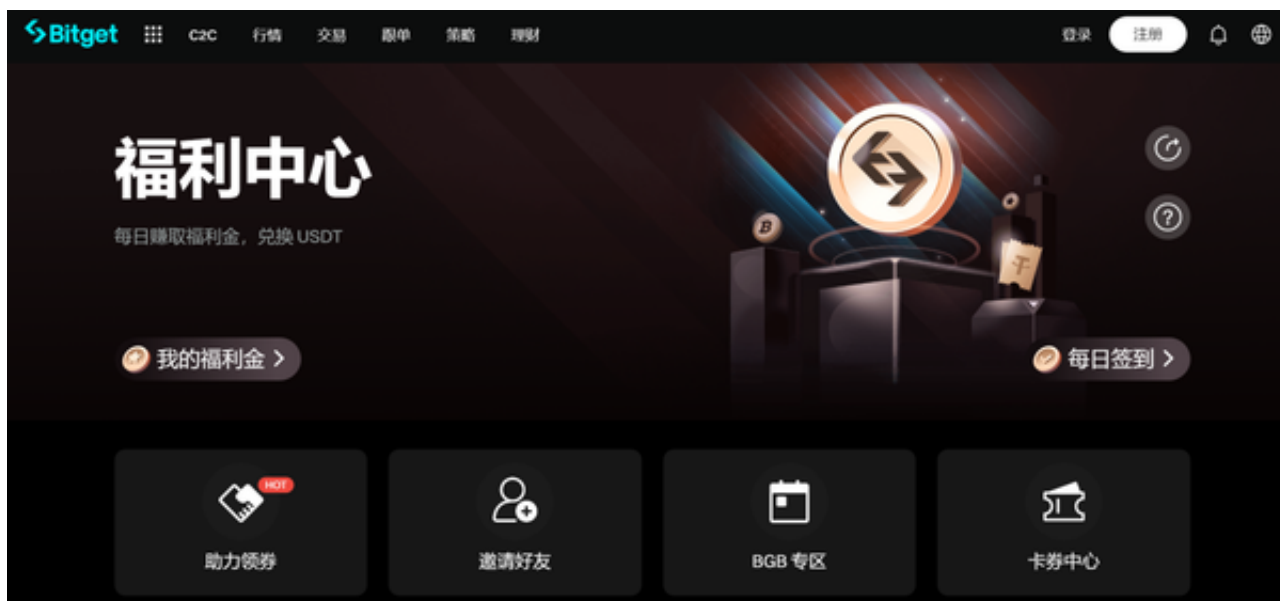 Bitget
C2C
行情
交易
跟单
策略
理财
登录
注册
福利中心
每日赚取福利金，兑换 USDT
我的福利金
每日签到
HOT
助力领券
邀请好友
BGB 专区
卡券中心